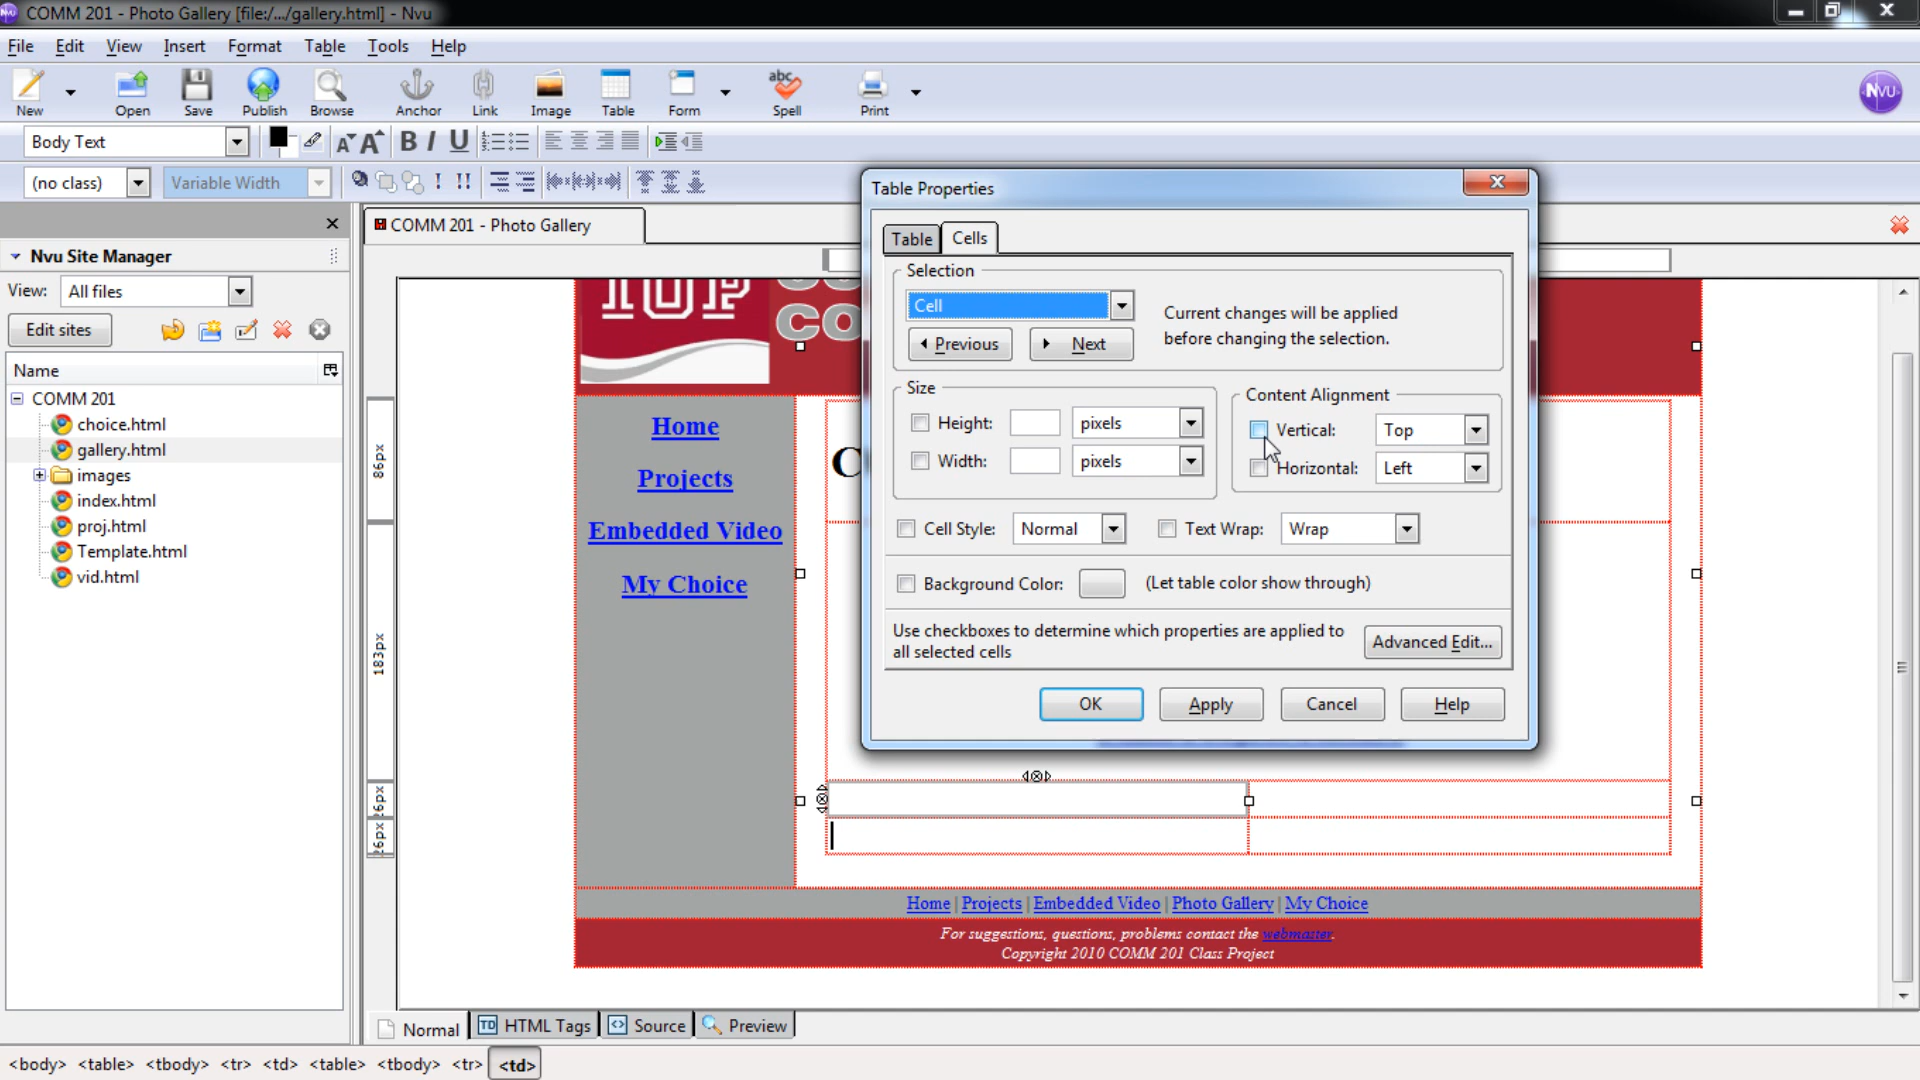 COMM 201 - Photo Gallery [file:/.../gallery.html] - Nvu
File Edit View Insert Format Table Tools Help
New Open Save Publish Browse Anchor Link Image Table Form Spell Print
abc
NVU
Body Text
A A B I U
(no class) Variable Width ! !!
COMM 201 - Photo Gallery
Nvu Site Manager
View: All files
Edit sites
Name
COMM 201
choice.html
gallery.html
images
index.html
proj.html
Template.html
vid.html
86px
183px
26px
26px
IUP
CO
Home
Projects
Embedded Video
My Choice
C
Table Properties
Table Cells
Selection
Cell
Previous Next
Current changes will be applied
before changing the selection.
Size
Height: pixels
Width: pixels
Content Alignment
Vertical: Top
Horizontal: Left
Cell Style: Normal Text Wrap: Wrap
Background Color: (Let table color show through)
Use checkboxes to determine which properties are applied to
all selected cells
Advanced Edit...
OK Apply Cancel Help
Home | Projects | Embedded Video | Photo Gallery | My Choice
For suggestions, questions, problems contact the webmaster.
Copyright 2010 COMM 201 Class Project
Normal TD HTML Tags Source Preview
<body> <table> <tbody> <tr> <td> <table> <tbody> <tr> <td>